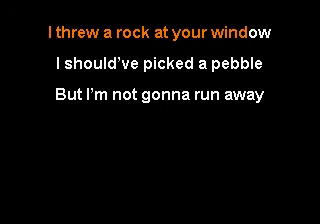 I threw a rock at your window
I should've picked a pebble
But I'm not gonna run away